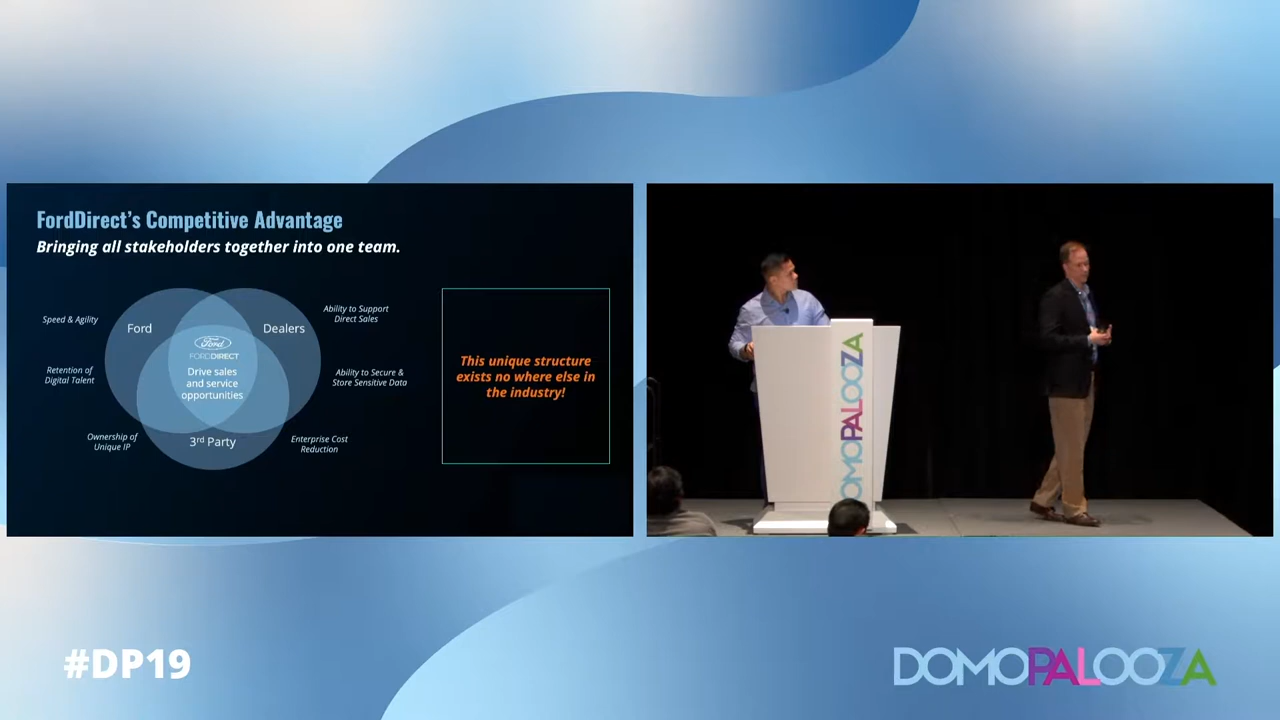 FordDirect's Competitive Advantage
Bringing all stakeholders together into one team.
Speed & Agility
Retention of
Digital Talent
Ownership of
Unique IP
Ford
Dealers
3rd Party
Ford
FORDDIRECT
Drive sales
and service
opportunities
Ability to Support
Direct Sales
Ability to Secure &
Store Sensitive Data
Enterprise Cost
Reduction
This unique structure
exists no where else in
the industry!
DOMOPALOOZA
#DP19
DOMOPALOOZA